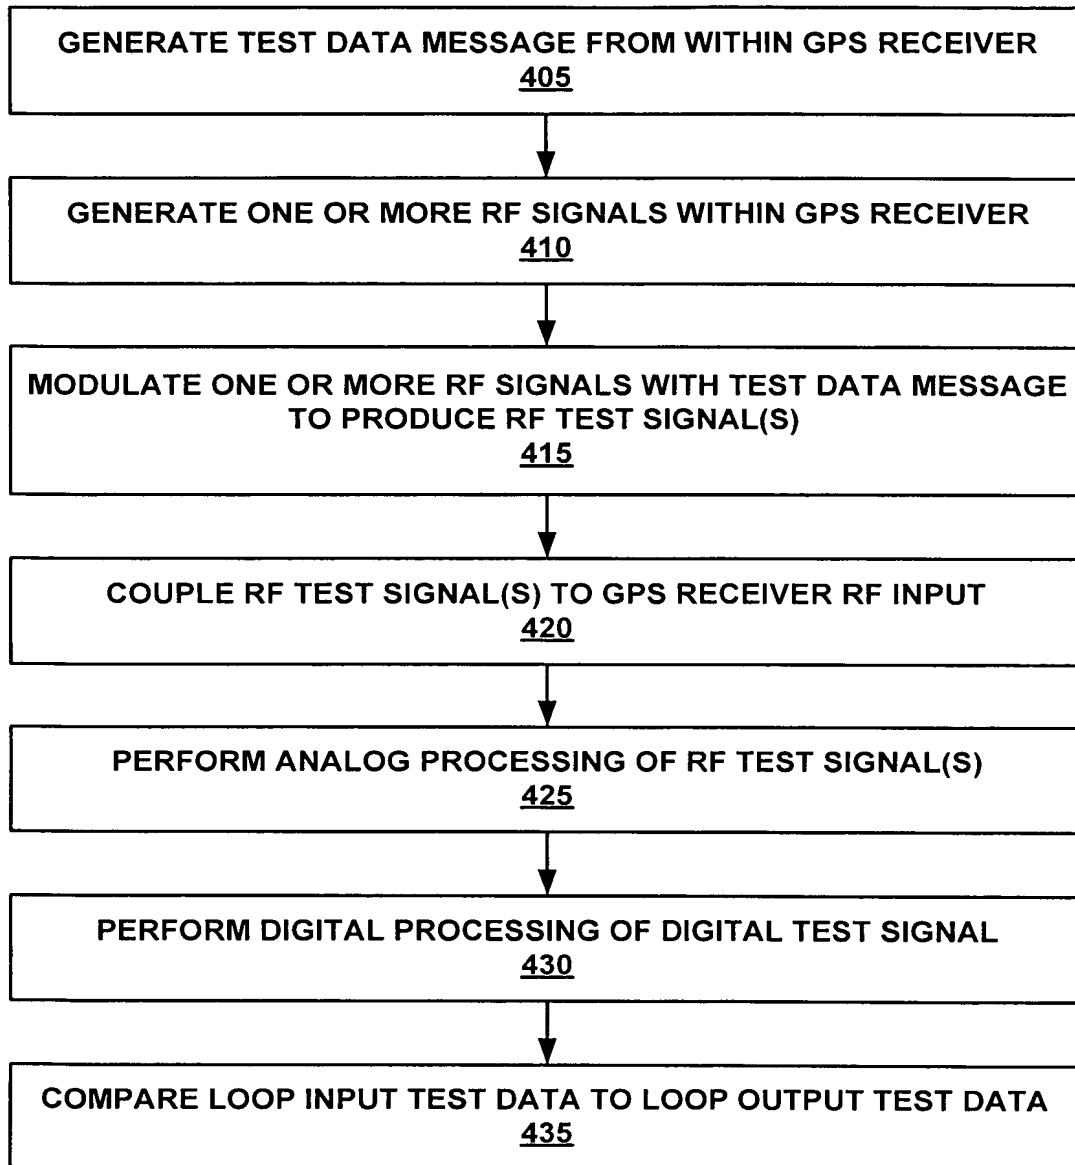 GENERATE TEST DATA MESSAGE FROM WITHIN GPS RECEIVER
405
GENERATE ONE OR MORE RF SIGNALS WITHIN GPS RECEIVER
410
MODULATE ONE OR MORE RF SIGNALS WITH TEST DATA MESSAGE
TO PRODUCE RF TEST SIGNAL(S)
415
COUPLE RF TEST SIGNAL(S) TO GPS RECEIVER RF INPUT
420
PERFORM ANALOG PROCESSING OF RF TEST SIGNAL(S)
425
PERFORM DIGITAL PROCESSING OF DIGITAL TEST SIGNAL
430
COMPARE LOOP INPUT TEST DATA TO LOOP OUTPUT TEST DATA
435